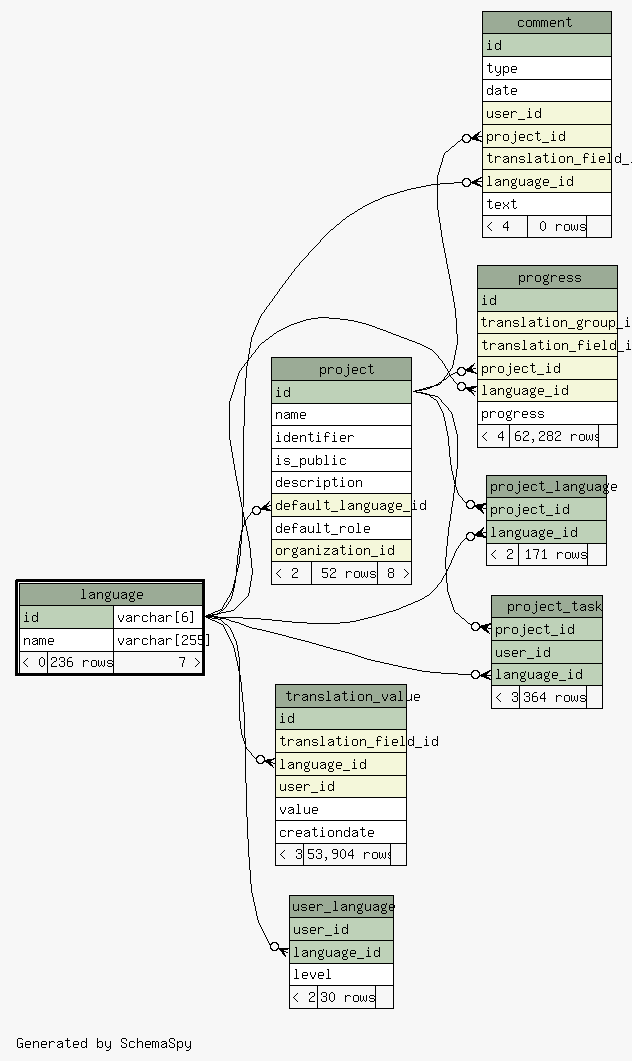 comment
id
type
date
user_id
project_id
translation_field_
language_id
text
< 4 0 rows
progress
id
translation_group_i
translation_field_i
project_id
language_id
progress
< 4 62,282 rows
project
id
name
identifier
is_public
description
default_language_id
default_role
organization_id
< 2 52 rows 8 >
project_language
project_id
language_id
< 2 171 rows
language
id varchar[6]
name varchar[255]
< 0 236 rows 7 >
project_task
project_id
user_id
language_id
< 3 364 rows
translation_value
id
translation_field_id
language_id
user_id
value
creationdate
< 3 53,904 rows
user_language
user_id
language_id
level
< 2 30 rows
Generated by SchemaSpy